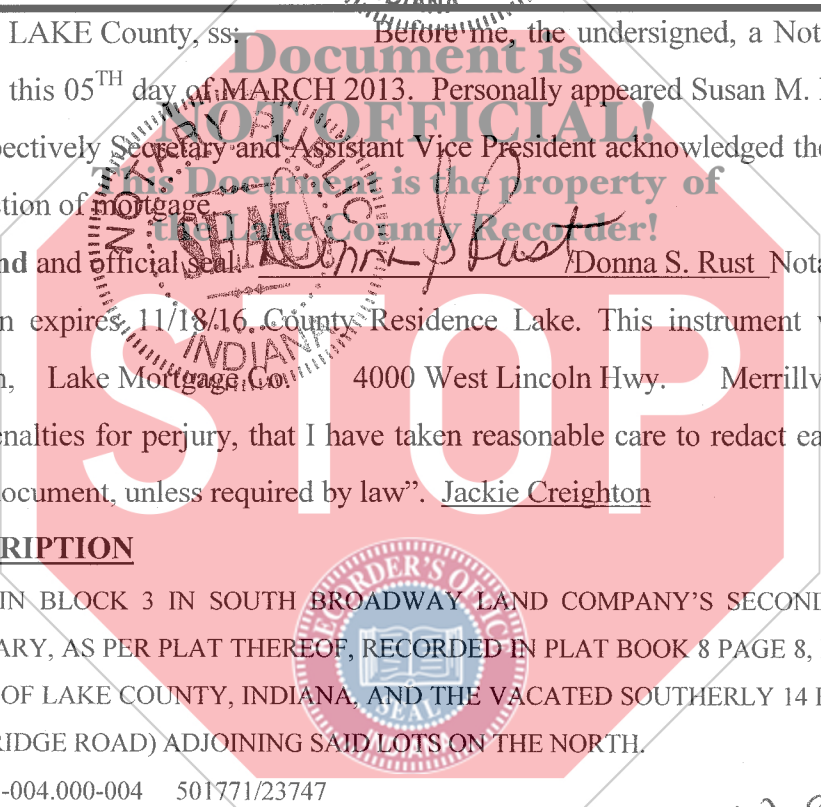 LAKE County, ss: Before me, the undersigned, a Not
Document is
this 05TH day of MARCH 2013. Personally appeared Susan M.
NOT OFFICIAL!
pectively Secretary and Assistant Vice President acknowledged the
This Document is the property of
tion of mortgage
the Lake County Recorder!
nd and official seal. Donna S Rust /Donna S. Rust Nota
NOTARY PUBLIC
SEAL
INDIANA
n expires 11/18/16 County Residence Lake. This instrument
n, Lake Mortgage Co. 4000 West Lincoln Hwy. Merrillv
STOP
enalties for perjury, that I have taken reasonable care to redact ea
document, unless required by law”. Jackie Creighton
RIPTION
RECORDER'S OFFICE
SEAL
INDIANA
IN BLOCK 3 IN SOUTH BROADWAY LAND COMPANY'S SECOND
ARY, AS PER PLAT THEREOF, RECORDED IN PLAT BOOK 8 PAGE 8,
OF LAKE COUNTY, INDIANA, AND THE VACATED SOUTHERLY 14
RIDGE ROAD) ADJOINING SAID LOTS ON THE NORTH.
-004.000-004 501771/23747